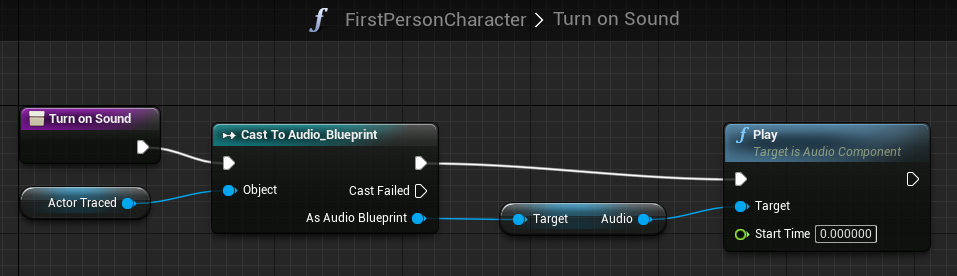 f FirstPersonCharacter > Turn on Sound
Turn on Sound
Actor Traced
Cast To Audio_Blueprint
Object
Cast Failed
As Audio Blueprint
Target Audio
f Play
Target is Audio Component
Target
Start Time 0.000000